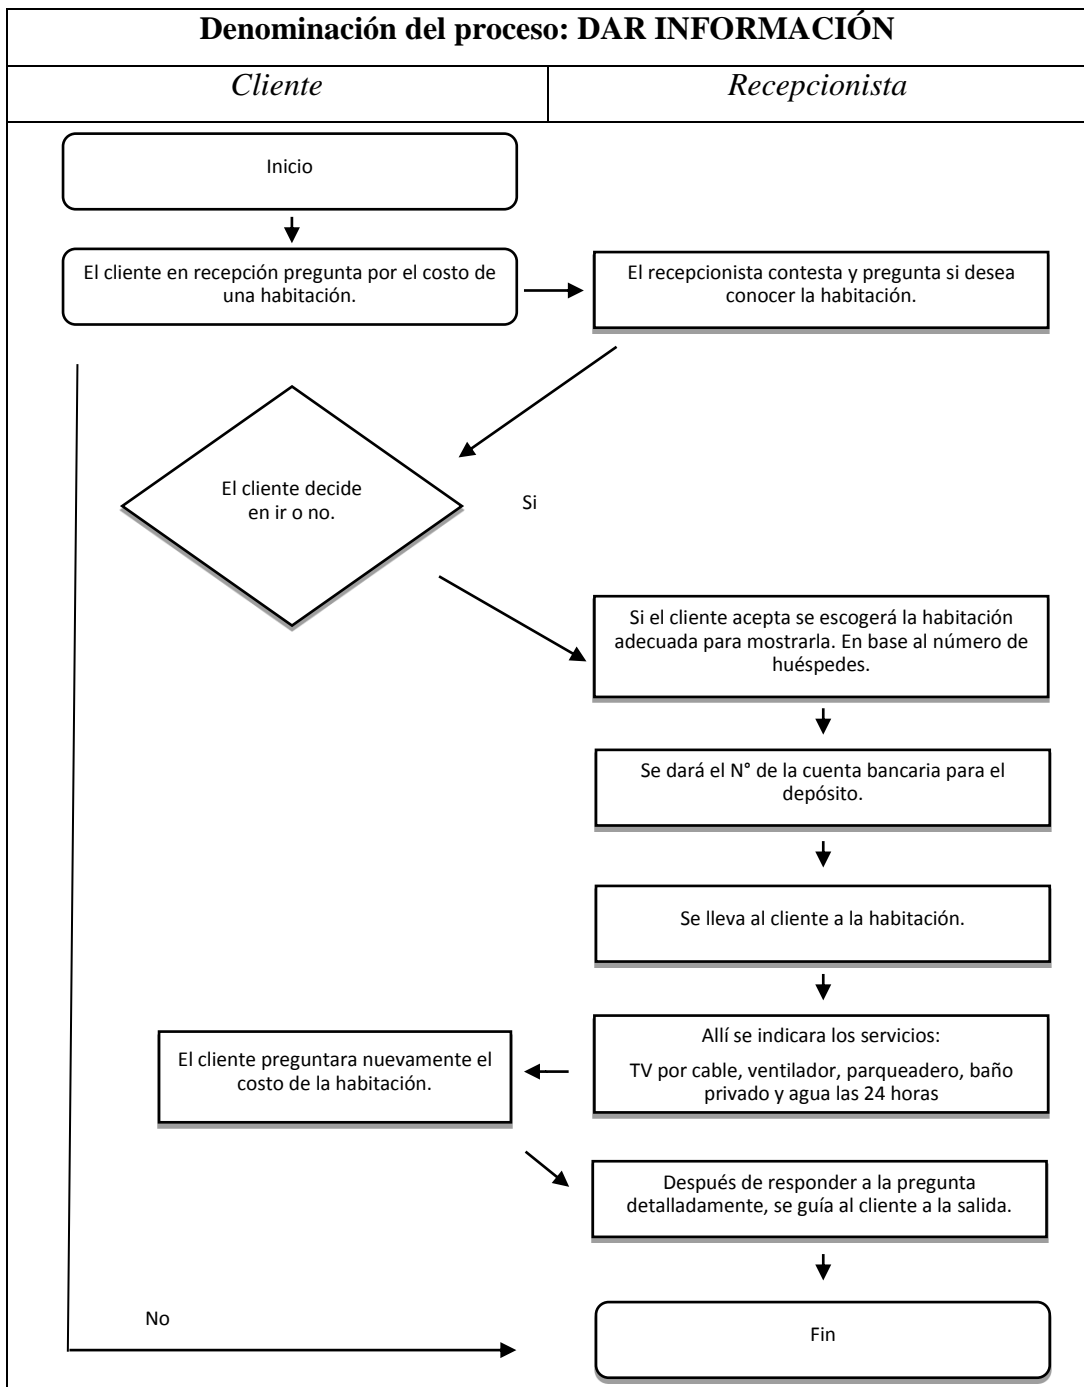 Denominación del proceso: DAR INFORMACIÓN
Cliente
Recepcionista
Inicio
El cliente en recepción pregunta por el costo de
una habitación.
El recepcionista contesta y pregunta si desea
conocer la habitación.
El cliente decide
en ir o no.
Si
Si el cliente acepta se escogerá la habitación
adecuada para mostrarla. En base al número de
huéspedes.
Se dará el N° de la cuenta bancaria para el
depósito.
Se lleva al cliente a la habitación.
Allí se indicara los servicios:
TV por cable, ventilador, parqueadero, baño
privado y agua las 24 horas
El cliente preguntara nuevamente el
costo de la habitación.
Después de responder a la pregunta
detalladamente, se guía al cliente a la salida.
No
Fin